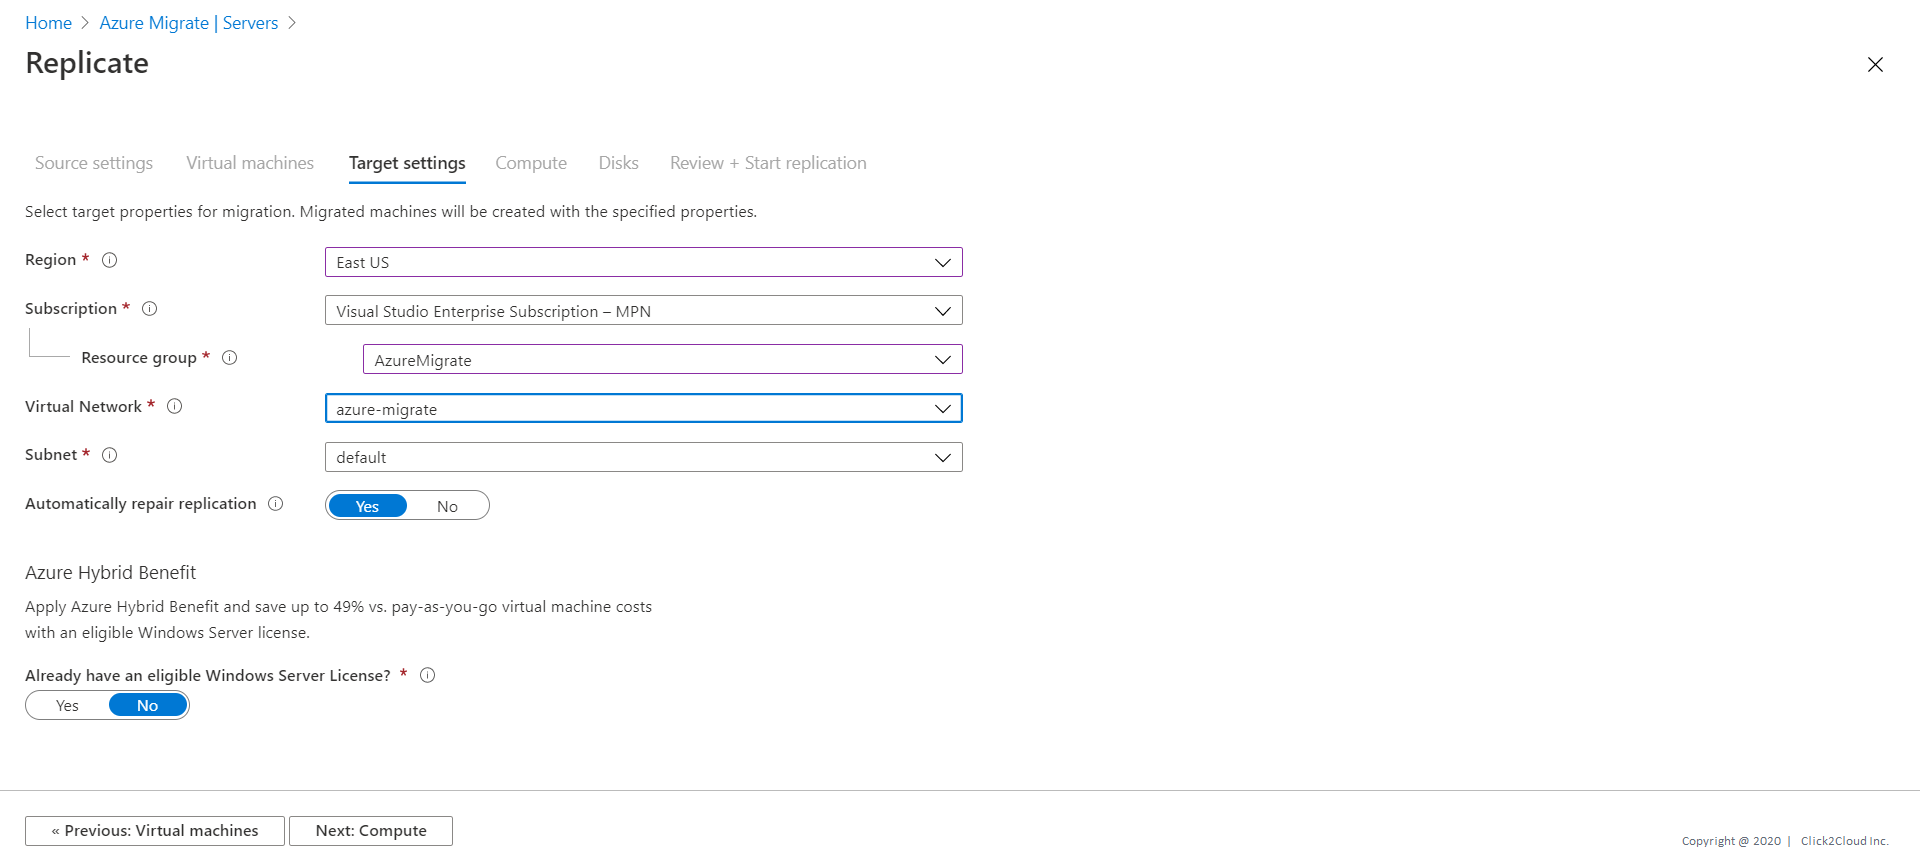 Home > Azure Migrate | Servers >
Replicate
Source settings Virtual machines Target settings Compute Disks Review + Start replication
Select target properties for migration. Migrated machines will be created with the specified properties.
Region *
East US
Subscription *
Visual Studio Enterprise Subscription – MPN
Resource group *
AzureMigrate
Virtual Network *
azure-migrate
Subnet *
default
Automatically repair replication
Yes No
Azure Hybrid Benefit
Apply Azure Hybrid Benefit and save up to 49% vs. pay-as-you-go virtual machine costs
with an eligible Windows Server license.
Already have an eligible Windows Server License? *
Yes No
« Previous: Virtual machines Next: Compute
Copyright @ 2020 | Click2Cloud Inc.